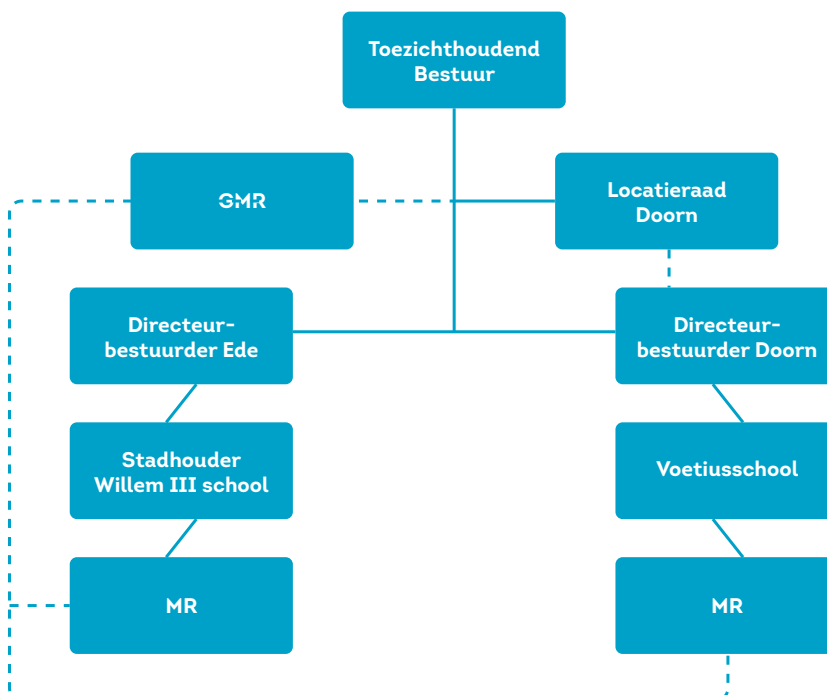 Toezichthoudend
Bestuur
GMR
Locatieraad
Doorn
Directeur-
bestuurder Ede
Directeur-
bestuurder Doorn
Stadhouder
Willem III school
Voetiusschool
MR
MR